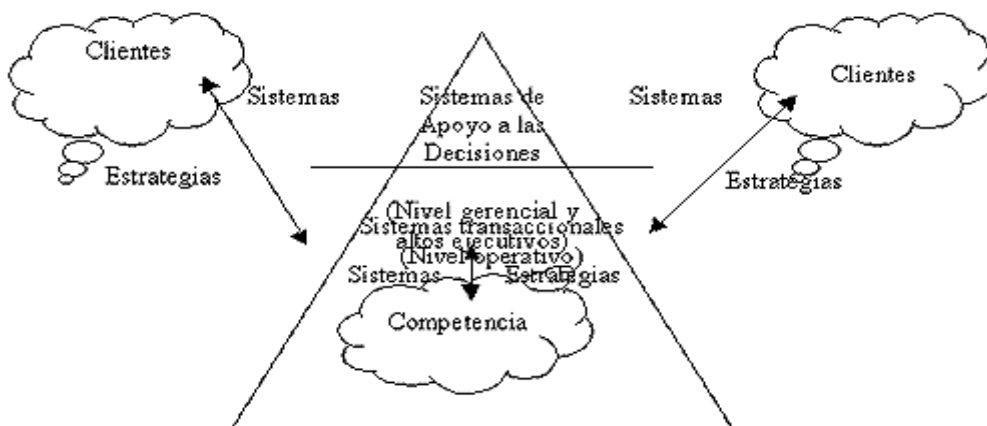 Clientes
Clientes
Sistemas
Sistemas de
Sistemas
Apoyo a las
Decisiones
Estrategias
Estrategias
(Nivel gerencial y
Sistemas transaccionales
altos ejecutivos)
(Nivel operativo)
Sistemas
Estrategias
Competencia